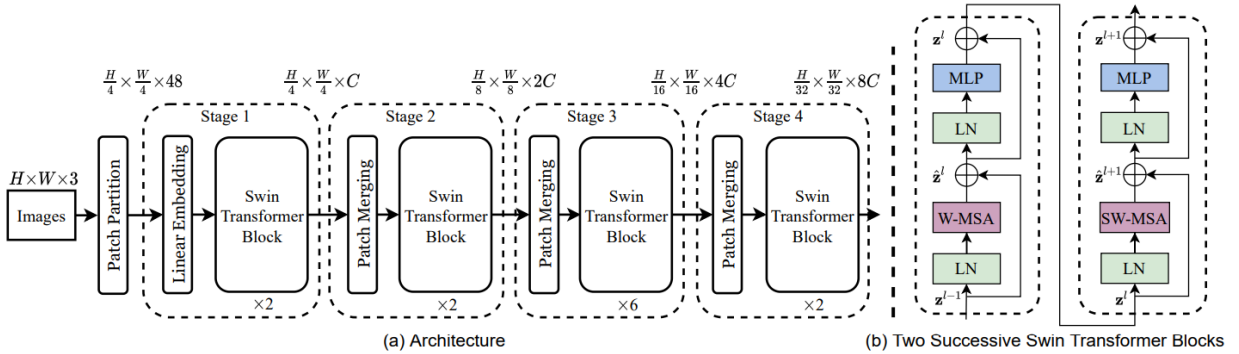 H/4 × W/4 × 48
H/4 × W/4 × C
H/8 × W/8 × 2C
H/16 × W/16 × 4C
H/32 × W/32 × 8C
Stage 1
Stage 2
Stage 3
Stage 4
H × W × 3
Images
Patch Partition
Linear Embedding
Swin
Transformer
Block
×2
Patch Merging
Swin
Transformer
Block
×2
Patch Merging
Swin
Transformer
Block
×6
Patch Merging
Swin
Transformer
Block
×2
(a) Architecture
z^l
MLP
LN
ẑ^l
W-MSA
LN
z^{l-1}
z^{l+1}
MLP
LN
ẑ^{l+1}
SW-MSA
LN
z^l
(b) Two Successive Swin Transformer Blocks